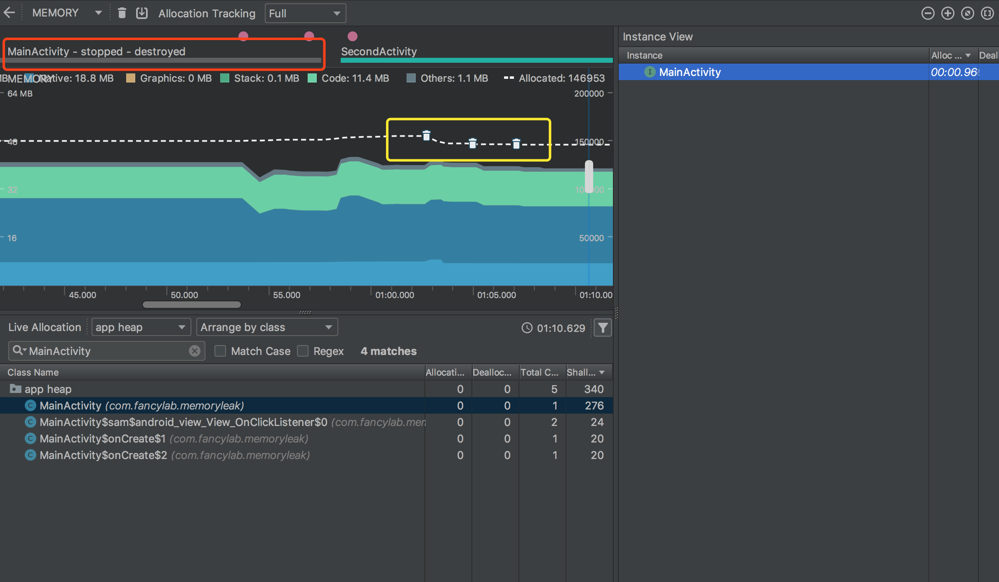 MEMORY Allocation Tracking Full
MainActivity - stopped - destroyed SecondActivity
MEMORY Native: 18.8 MB Graphics: 0 MB Stack: 0.1 MB Code: 11.4 MB Others: 1.1 MB Allocated: 146953
64 MB 200000
48 150000
32
16 50000
45.000 50.000 55.000 01:00.000 01:05.000 01:10.00
Live Allocation app heap Arrange by class 01:10.629
MainActivity Match Case Regex 4 matches
Class Name Allocati... Dealloc... Total C... Shall...
app heap 0 0 5 340
MainActivity (com.fancylab.memoryleak) 0 0 1 276
MainActivity$sam$android_view_View_OnClickListener$0 (com.fancylab.mem 0 0 2 24
MainActivity$onCreate$1 (com.fancylab.memoryleak) 0 0 1 20
MainActivity$onCreate$2 (com.fancylab.memoryleak) 0 0 1 20
Instance View
Instance Alloc ... Deal
MainActivity 00:00.96